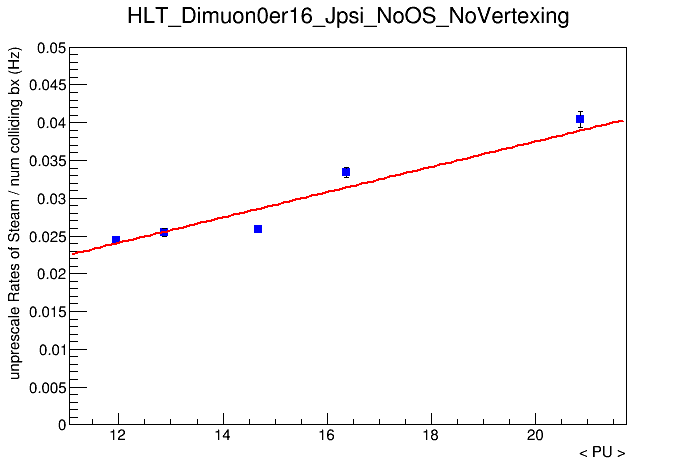 HLT_Dimuon0er16_Jpsi_NoOS_NoVertexing
unprescale Rates of Steam / num colliding bx (Hz)
0.05
0.045
0.04
0.035
0.03
0.025
0.02
0.015
0.01
0.005
0
12 14 16 18 20
< PU >